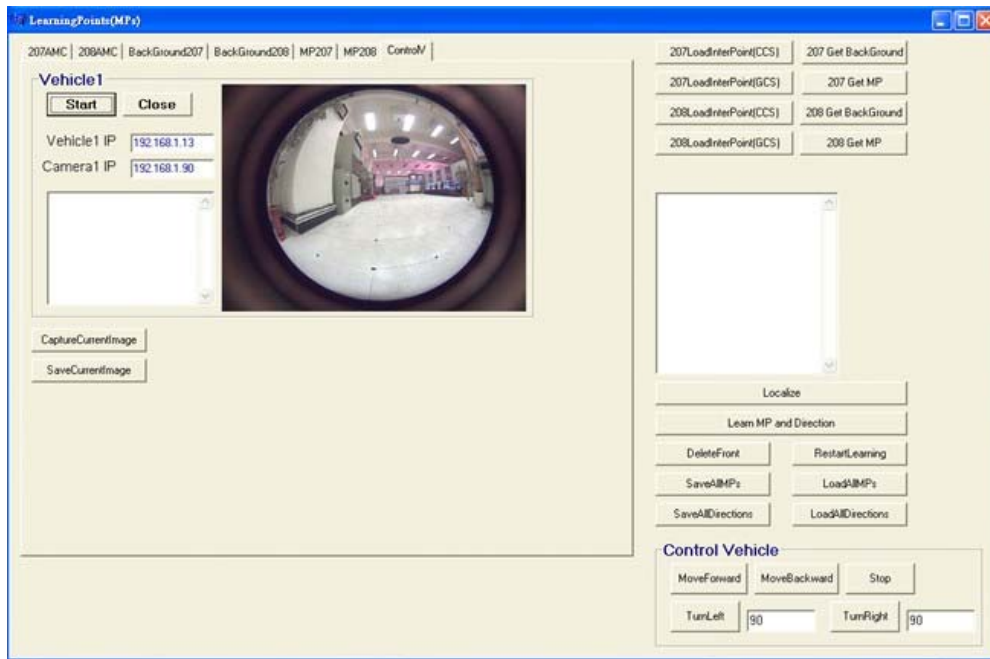 LearningPoints(MPs)
207AMC 208AMC BackGround207 BackGround208 MP207 MP208 ControlV
Vehicle1
Start Close
Vehicle1 IP 192.168.1.13
Camera1 IP 192.168.1.90
CaptureCurrentImage
SaveCurrentImage
207LoadInterPoint(CCS) 207 Get BackGround
207LoadInterPoint(GCS) 207 Get MP
208LoadInterPoint(CCS) 208 Get BackGround
208LoadInterPoint(GCS) 208 Get MP
Localize
Learn MP and Direction
DeleteFront RestartLearning
SaveAllMPs LoadAllMPs
SaveAllDirections LoadAllDirections
Control Vehicle
MoveForward MoveBackward Stop
TurnLeft 90 TurnRight 90